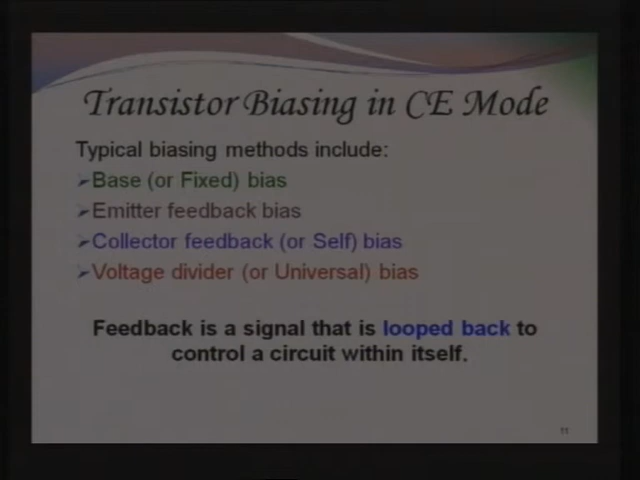 Transistor Biasing in CE Mode
Typical biasing methods include:
➢Base (or Fixed) bias
➢Emitter feedback bias
➢Collector feedback (or Self) bias
➢Voltage divider (or Universal) bias
Feedback is a signal that is looped back to
control a circuit within itself.
11